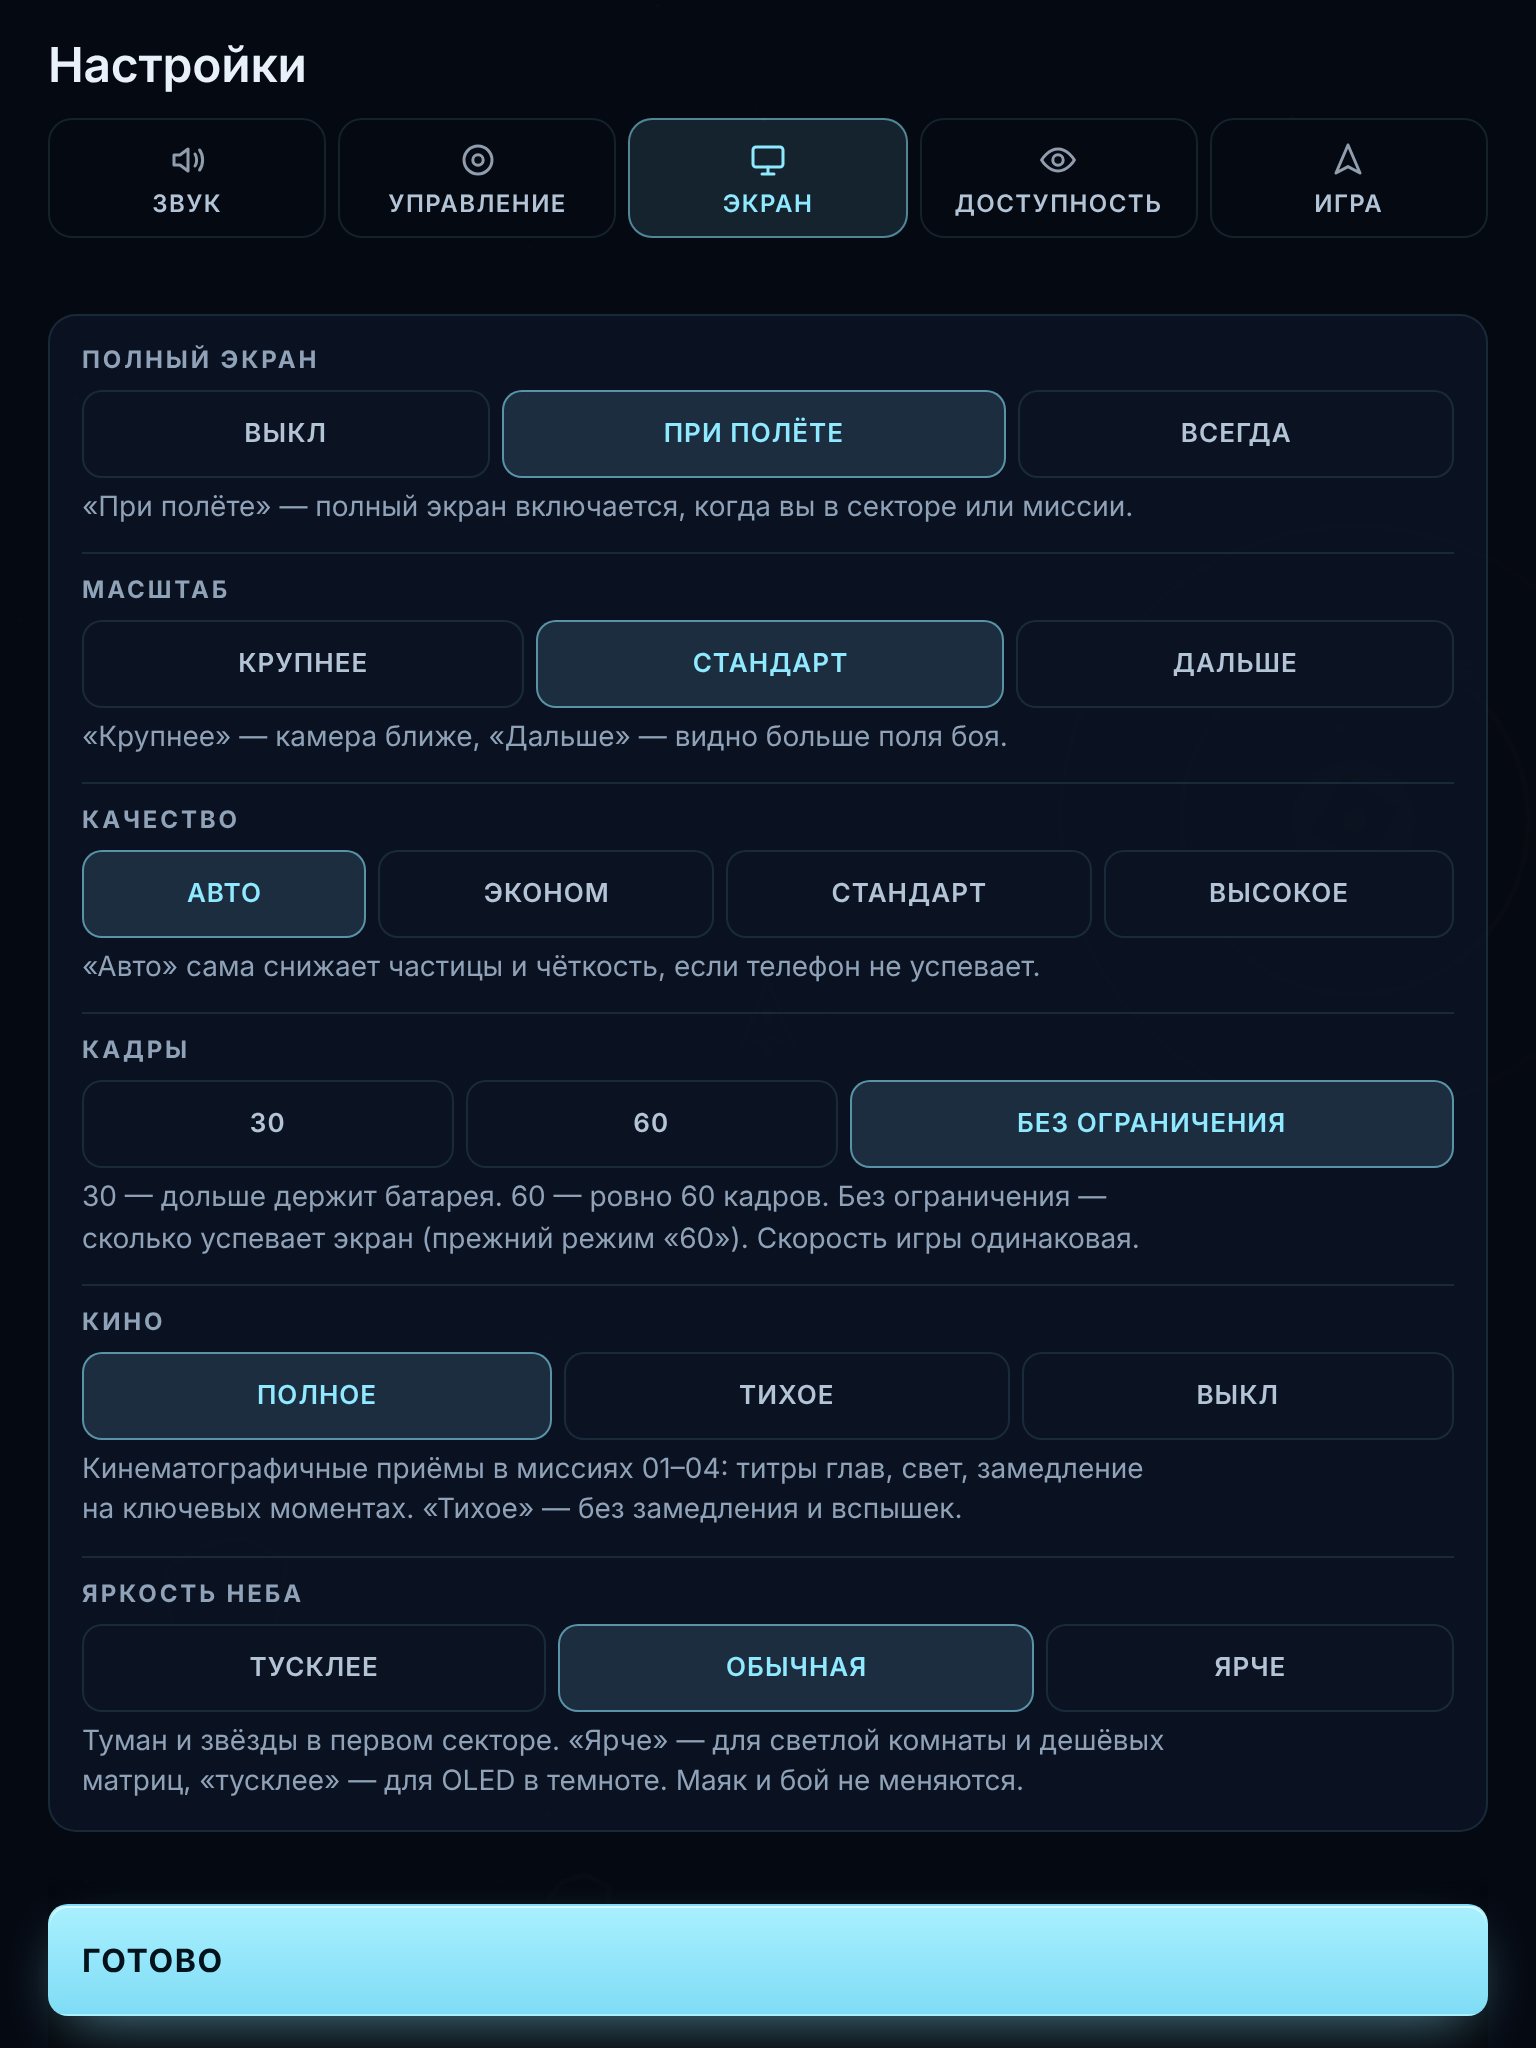 Настройки
ЗВУК
УПРАВЛЕНИЕ
ЭКРАН
ДОСТУПНОСТЬ
ИГРА
ПОЛНЫЙ ЭКРАН
ВЫКЛ
ПРИ ПОЛЁТЕ
ВСЕГДА
«При полёте» — полный экран включается, когда вы в секторе или миссии.
МАСШТАБ
КРУПНЕЕ
СТАНДАРТ
ДАЛЬШЕ
«Крупнее» — камера ближе, «Дальше» — видно больше поля боя.
КАЧЕСТВО
АВТО
ЭКОНОМ
СТАНДАРТ
ВЫСОКОЕ
«Авто» сама снижает частицы и чёткость, если телефон не успевает.
КАДРЫ
30
60
БЕЗ ОГРАНИЧЕНИЯ
30 — дольше держит батарея. 60 — ровно 60 кадров. Без ограничения —
сколько успевает экран (прежний режим «60»). Скорость игры одинаковая.
КИНО
ПОЛНОЕ
ТИХОЕ
ВЫКЛ
Кинематографичные приёмы в миссиях 01–04: титры глав, свет, замедление
на ключевых моментах. «Тихое» — без замедления и вспышек.
ЯРКОСТЬ НЕБА
ТУСКЛЕЕ
ОБЫЧНАЯ
ЯРЧЕ
Туман и звёзды в первом секторе. «Ярче» — для светлой комнаты и дешёвых
матриц, «тусклее» — для OLED в темноте. Маяк и бой не меняются.
ГОТОВО